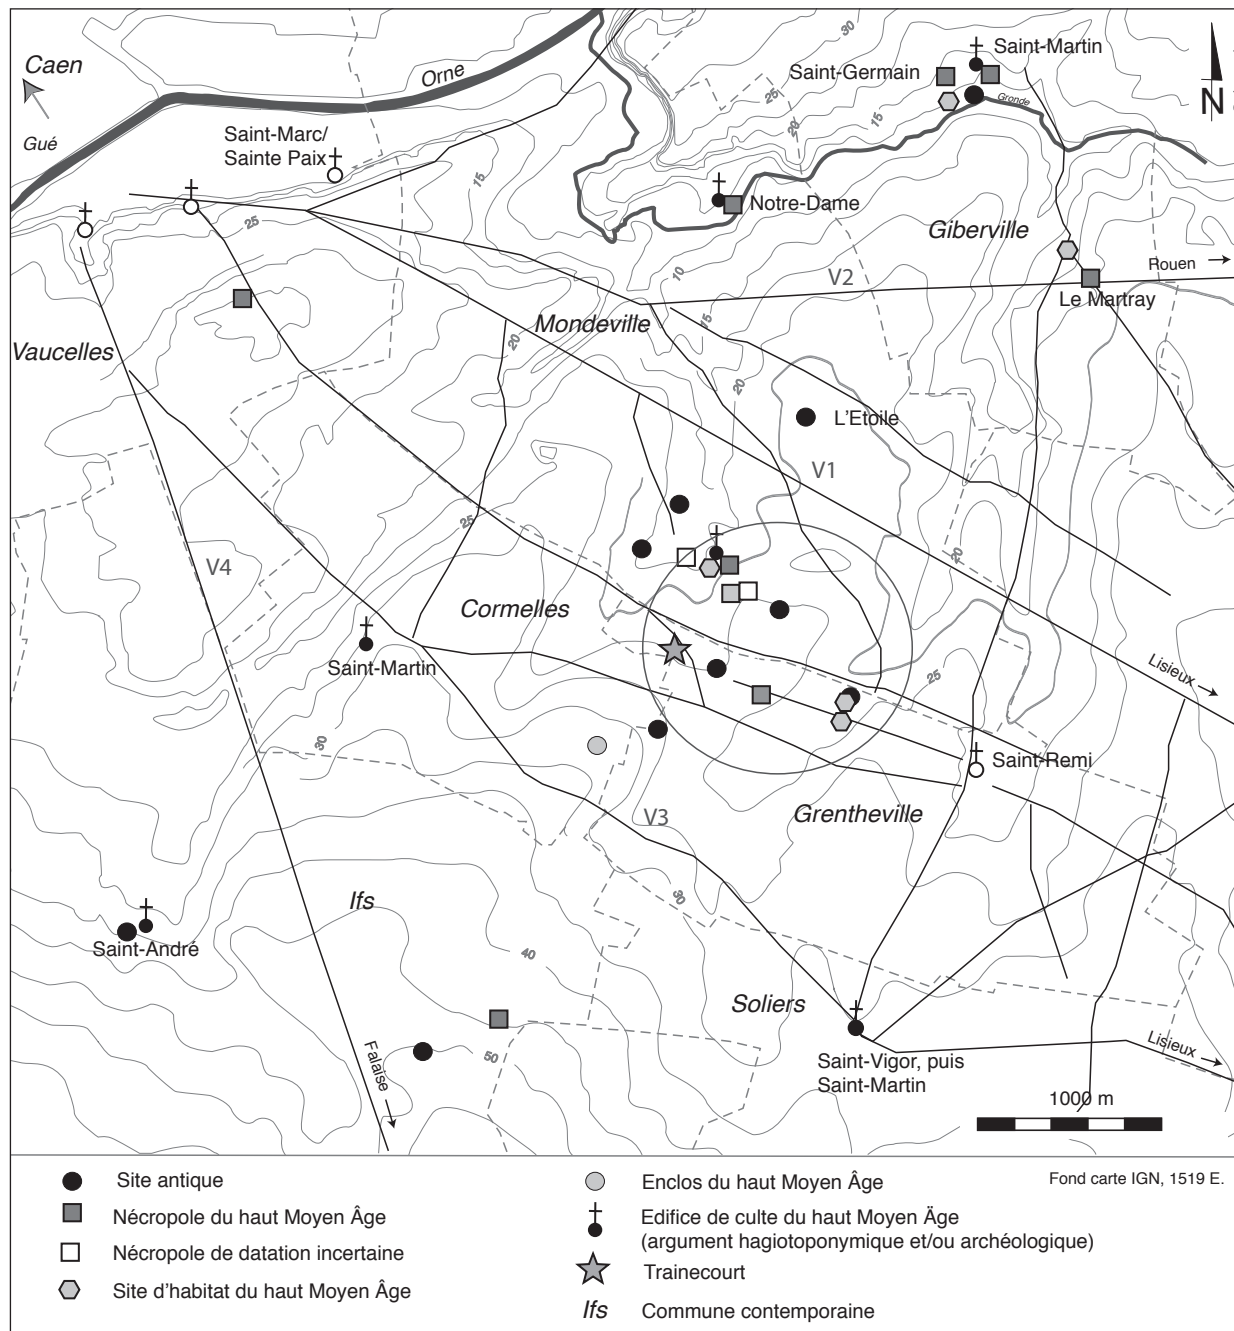 Caen
Orne
Gué
Saint-Marc/
Sainte Paix
Saint-Martin
Saint-Germain
Gronde
N
30
25
20
15
15
25
Notre-Dame
Giberville
Rouen
V2
Le Martray
10
15
Mondeville
20
Vaucelles
20
L'Etoile
V1
25
20
V4
Cormelles
Saint-Martin
25
Lisieux
30
Saint-Remi
V3
Grentheville
30
Ifs
Saint-André
40
Soliers
50
Falaise
Saint-Vigor, puis
Saint-Martin
Lisieux
1000 m
Site antique
Nécropole du haut Moyen Âge
Nécropole de datation incertaine
Site d'habitat du haut Moyen Âge
Enclos du haut Moyen Âge
Edifice de culte du haut Moyen Äge
(argument hagiotoponymique et/ou archéologique)
Trainecourt
Ifs Commune contemporaine
Fond carte IGN, 1519 E.